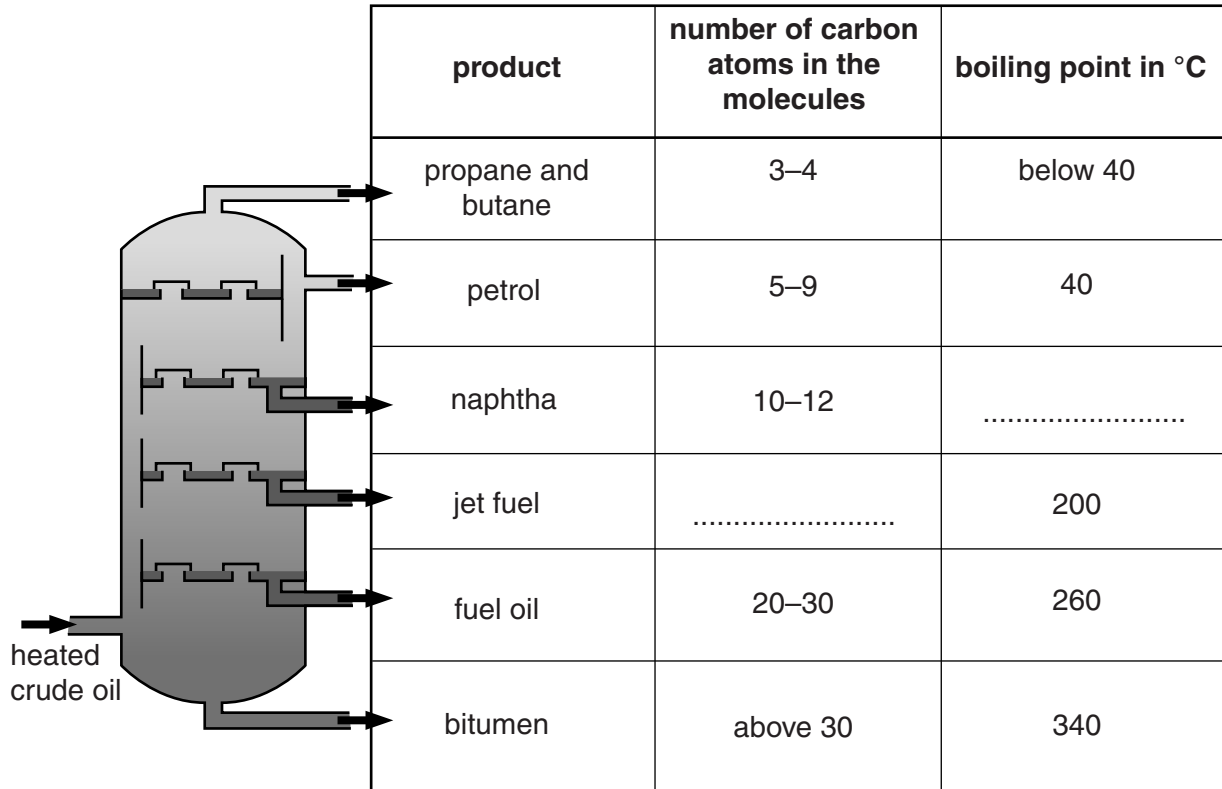 product
number of carbon
atoms in the
molecules
boiling point in °C
propane and
butane
3–4
below 40
petrol
5–9
40
naphtha
10–12
.........................
jet fuel
.........................
200
fuel oil
20–30
260
heated
crude oil
bitumen
above 30
340